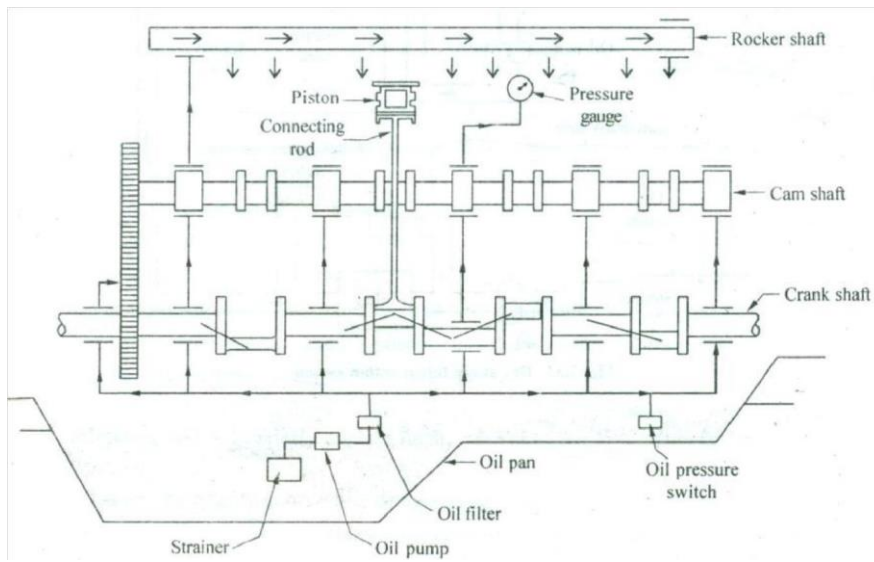 Rocker shaft
Piston
Pressure
gauge
Connecting
rod
Cam shaft
Crank shaft
Oil pan
Oil pressure
switch
Oil filter
Strainer
Oil pump